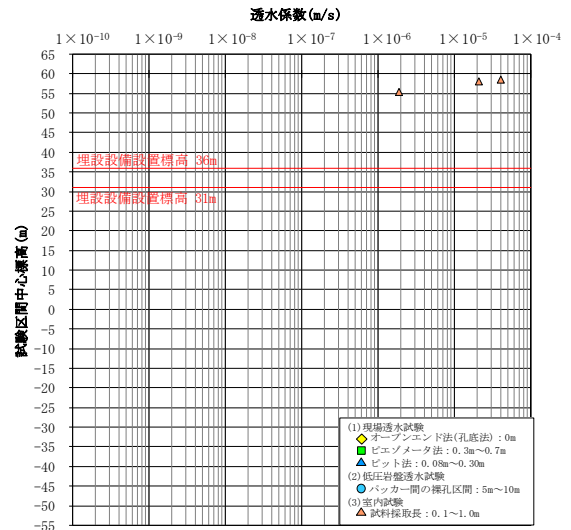 透水係数(m/s)
1×10⁻¹⁰ 1×10⁻⁹ 1×10⁻⁸ 1×10⁻⁷ 1×10⁻⁶ 1×10⁻⁵ 1×10⁻⁴
65
60
55
50
45
40
埋設設備設置標高 36m
35
30
埋設設備設置標高 31m
25
20
15
10
5
0
-5
-10
-15
-20
-25
-30
-35
-40
-45
-50
-55
試験区間中心標高(m)
(1)現場透水試験
オープンエンド法(孔底法):0m
ピエゾメータ法:0.3m～0.7m
ピット法:0.08m～0.30m
(2)低圧岩盤透水試験
パッカー間の裸孔区間:5m～10m
(3)室内試験
試料採取長:0.1～1.0m